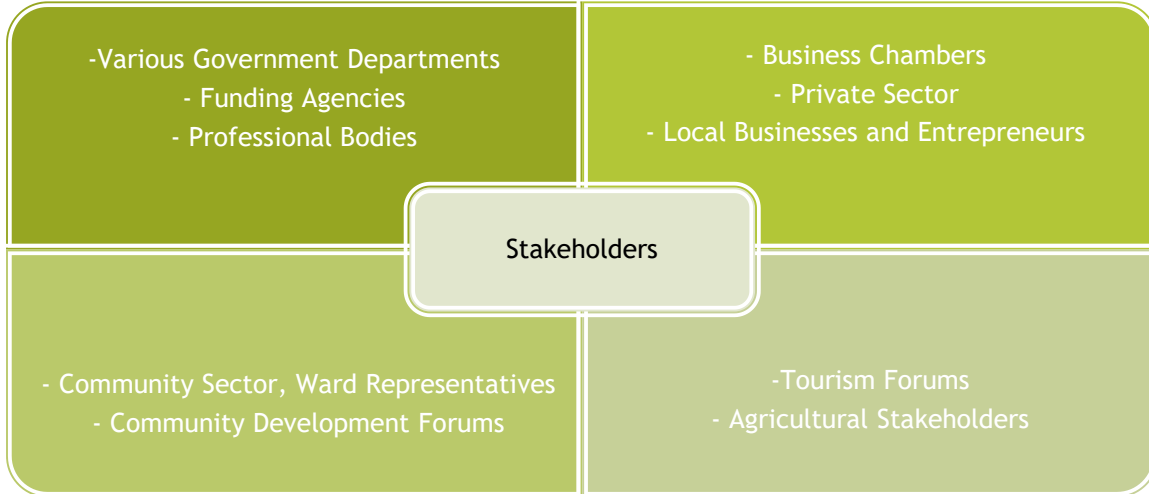 -Various Government Departments
- Funding Agencies
- Professional Bodies
- Business Chambers
- Private Sector
- Local Businesses and Entrepreneurs
Stakeholders
- Community Sector, Ward Representatives
- Community Development Forums
-Tourism Forums
- Agricultural Stakeholders